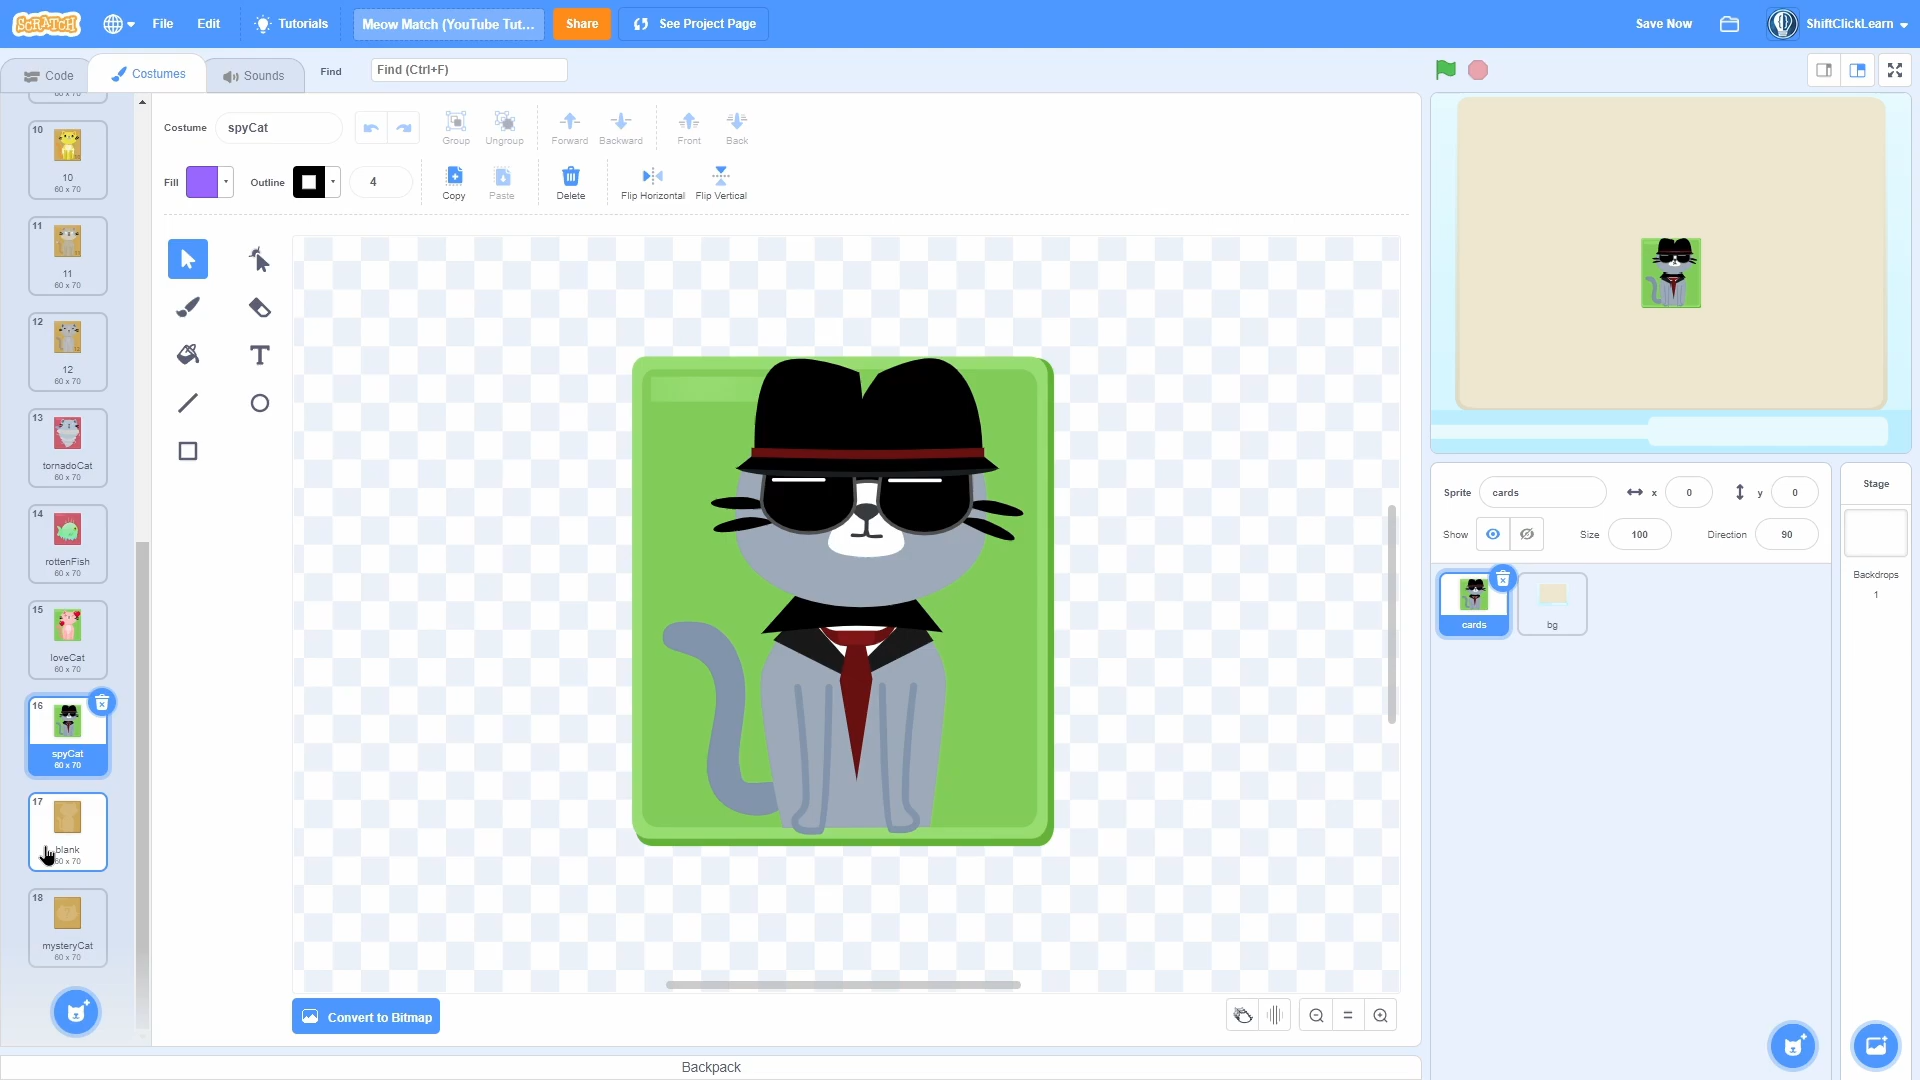 SCRATCH
File
Edit
Tutorials
Meow Match (YouTube Tut...
Share
See Project Page
Save Now
ShiftClickLearn
Code
Costumes
Sounds
Find
Find (Ctrl+F)
60 x 70
10
10
60 x 70
11
11
60 x 70
12
12
60 x 70
13
tornadoCat
60 x 70
14
rottenFish
60 x 70
15
loveCat
60 x 70
16
spyCat
60 x 70
17
blank
60 x 70
18
mysteryCat
60 x 70
Costume
spyCat
Group
Ungroup
Forward
Backward
Front
Back
Fill
Outline
4
Copy
Paste
Delete
Flip Horizontal
Flip Vertical
Convert to Bitmap
Backpack
Sprite
cards
x
0
y
0
Show
Size
100
Direction
90
cards
bg
Stage
Backdrops
1